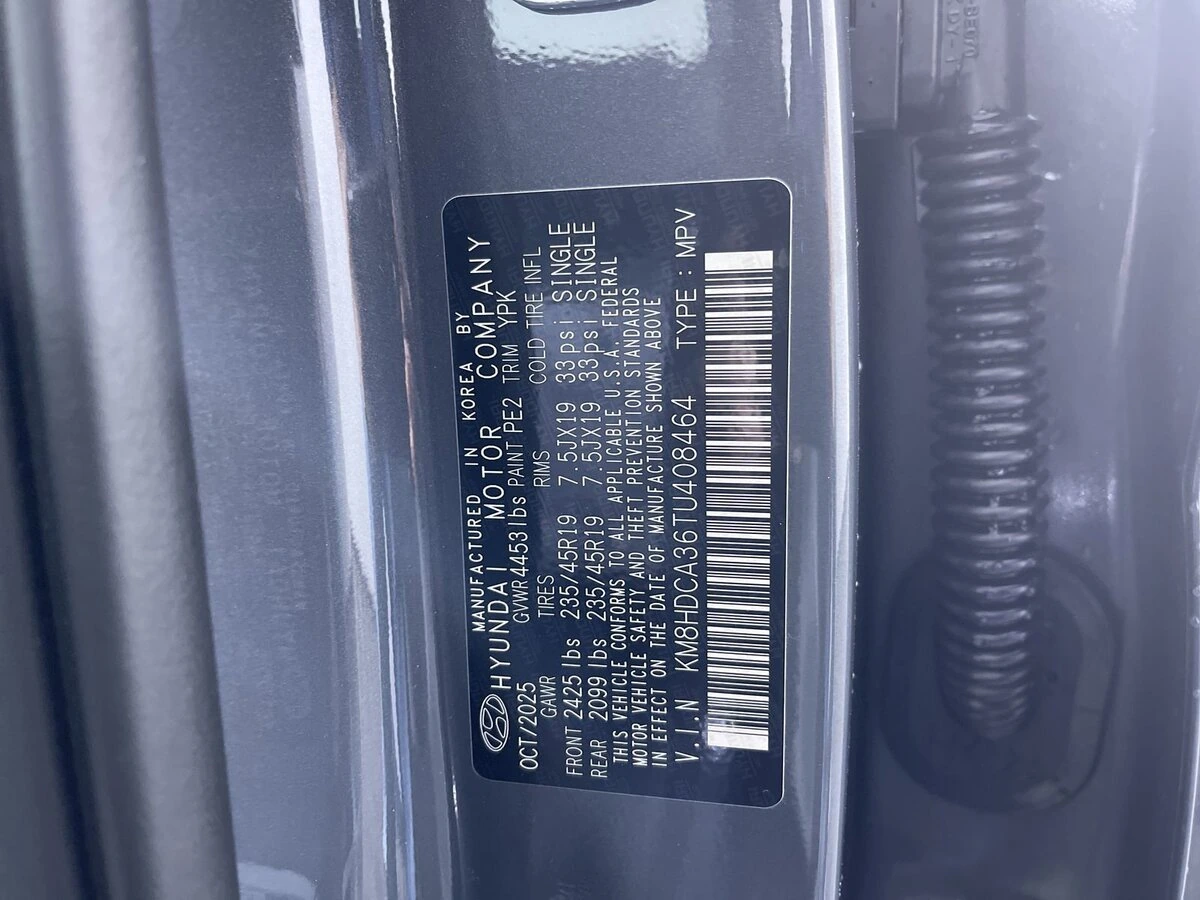 MANUFACTURED IN KOREA BY
HYUNDAI MOTOR COMPANY
OCT/2025 GVWR 4453lbs PAINT PE2 TRIM YPK
GAWR TIRES RIMS COLD TIRE INFL
FRONT 2425 lbs 235/45R19 7.5JX19 33psi SINGLE
REAR 2099 lbs 235/45R19 7.5JX19 33psi SINGLE
THIS VEHICLE CONFORMS TO ALL APPLICABLE U.S.A. FEDERAL
MOTOR VEHICLE SAFETY AND THEFT PREVENTION STANDARDS
IN EFFECT ON THE DATE OF MANUFACTURE SHOWN ABOVE
V.I.N KM8HDCA36TU408464 TYPE : MPV